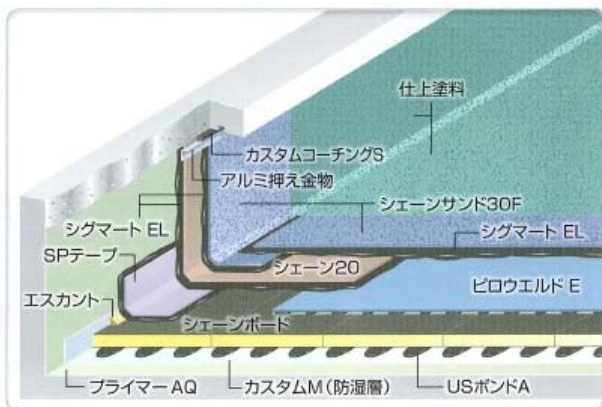 仕上塗料
カスタムコーチングS
アルミ押え金物
シェーンサンド30F
シグマート EL
シグマート EL
SPテープ
シェーン20
ピロウエルド E
エスカント
シェーンボード
プライマー AQ
カスタムM(防湿層)
USボンドA